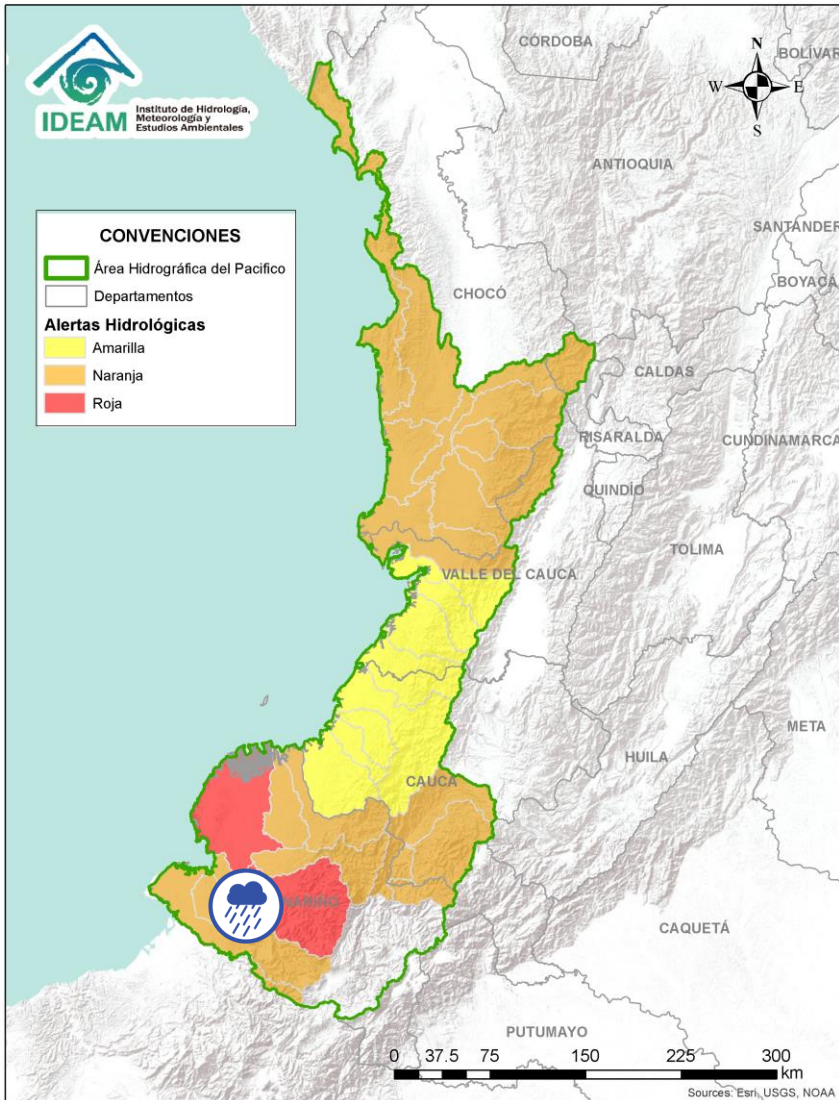 IDEAM
Instituto de Hidrología,
Meteorología y
Estudios Ambientales
CÓRDOBA
BOLÍVAR
N
W
E
S
ANTIOQUIA
SANTANDER
BOYACÁ
CONVENCIONES
Área Hidrográfica del Pacifico
Departamentos
Alertas Hidrológicas
Amarilla
Naranja
Roja
CHOCÓ
CALDAS
RISARALDA
CUNDINAMARCA
QUINDÍO
TOLIMA
VALLE DEL CAUCA
META
HUILA
CAUCA
NARIÑO
CAQUETÁ
PUTUMAYO
0 37.5 75 150 225 300
km
Sources: Esri, USGS, NOAA